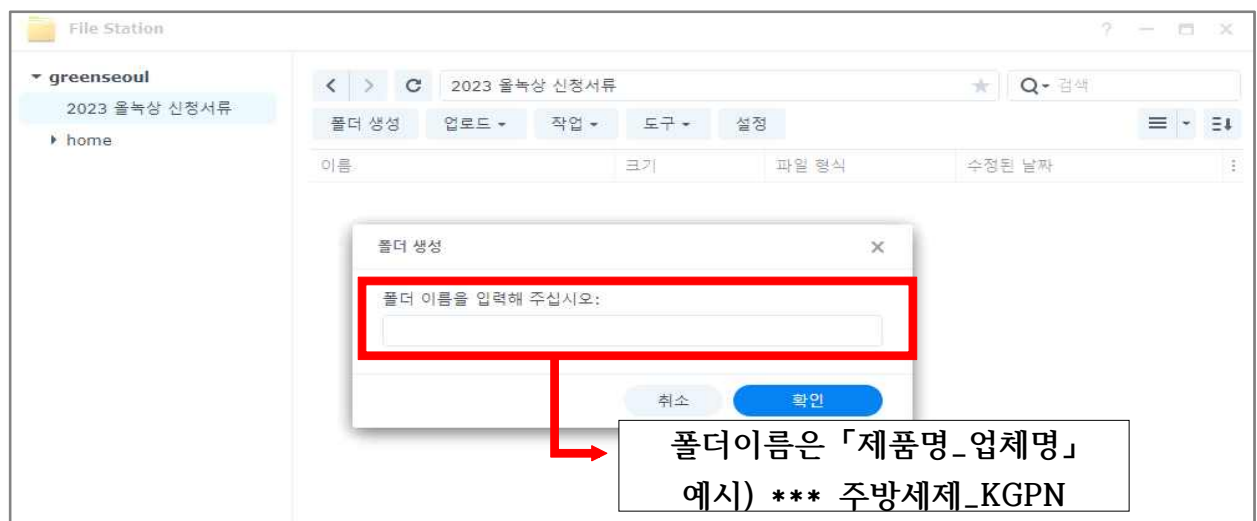 File Station
greenseoul
2023 올녹상 신청서류
home
2023 올녹상 신청서류
검색
폴더 생성 업로드 작업 도구 설정
이름 크기 파일 형식 수정된 날짜
폴더 생성
폴더 이름을 입력해 주십시오:
취소 확인
폴더이름은「제품명_업체명」
예시) *** 주방세제_KGPN